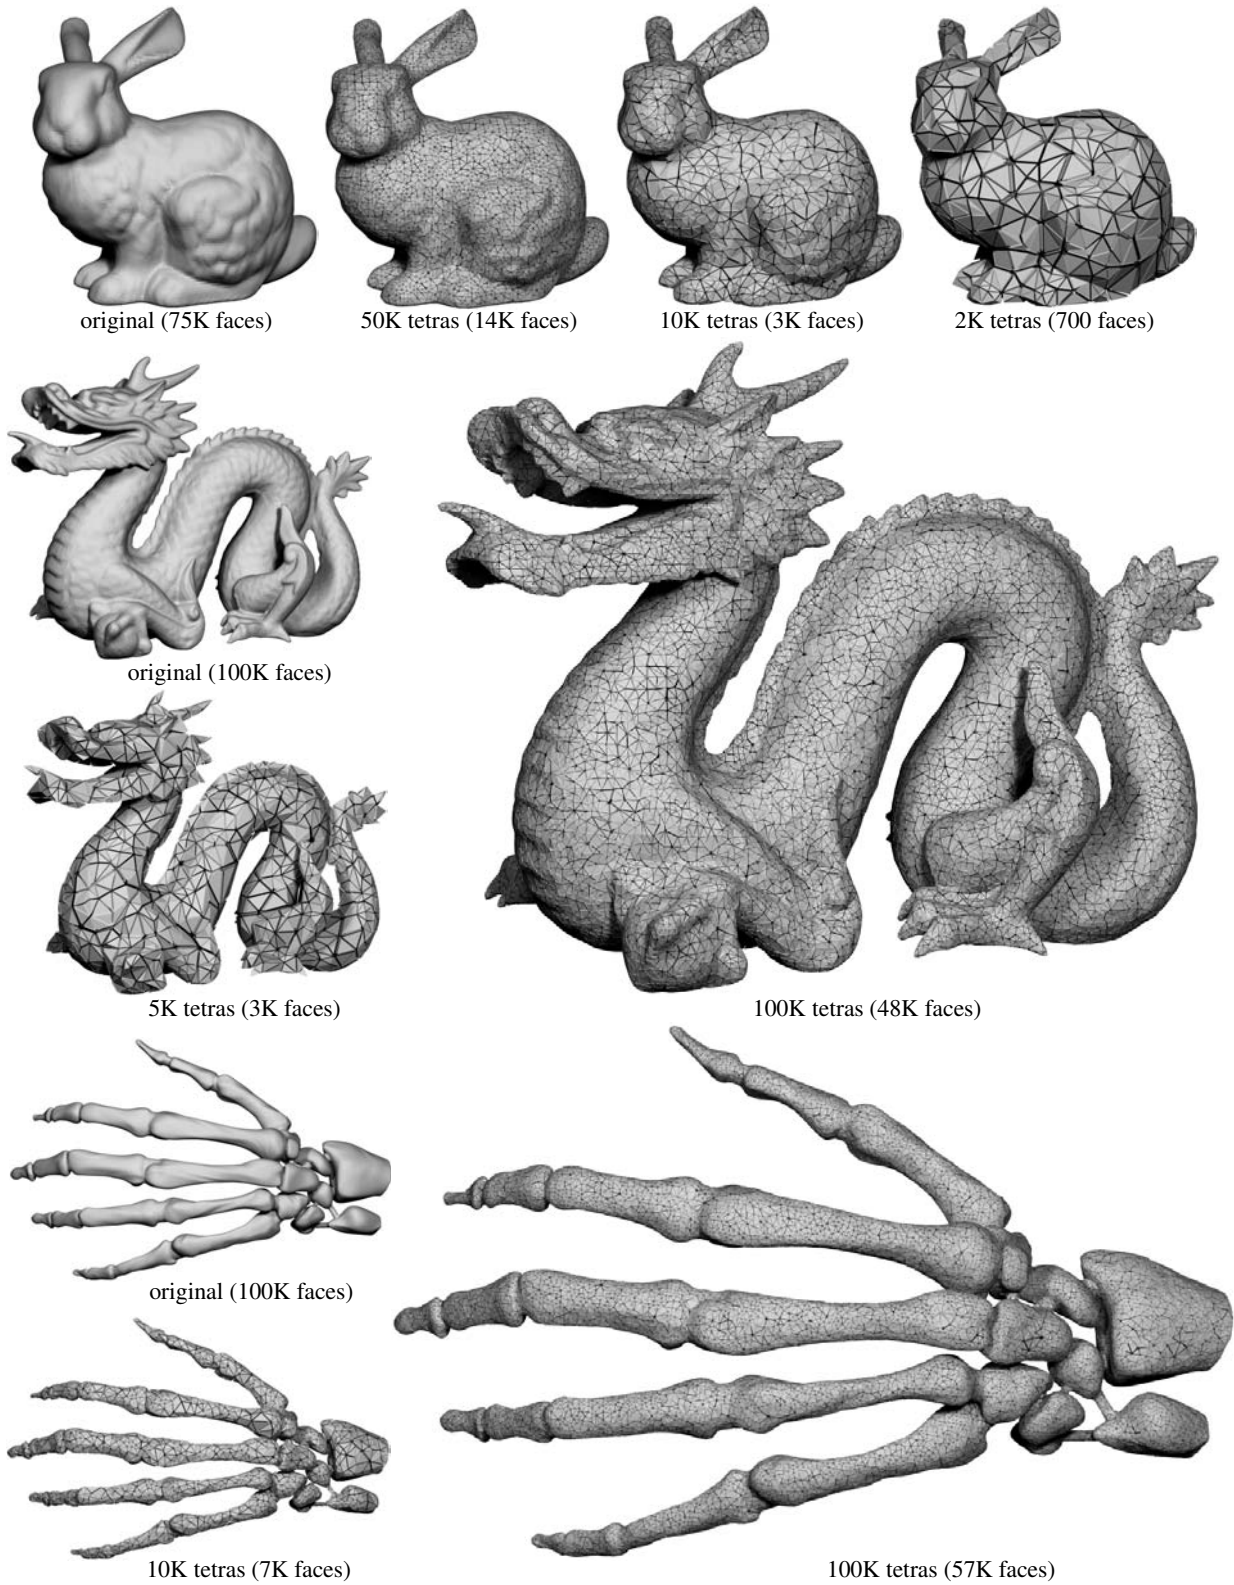 original (75K faces)
50K tetras (14K faces)
10K tetras (3K faces)
2K tetras (700 faces)
original (100K faces)
5K tetras (3K faces)
100K tetras (48K faces)
original (100K faces)
10K tetras (7K faces)
100K tetras (57K faces)